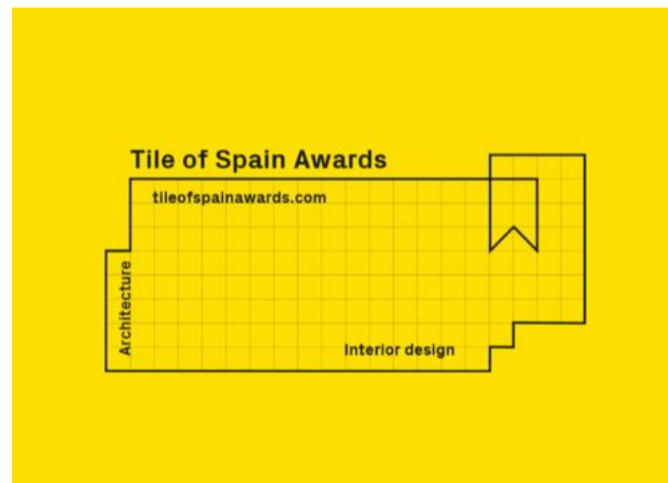 Tile of Spain Awards
tileofspainawards.com
Architecture
Interior design